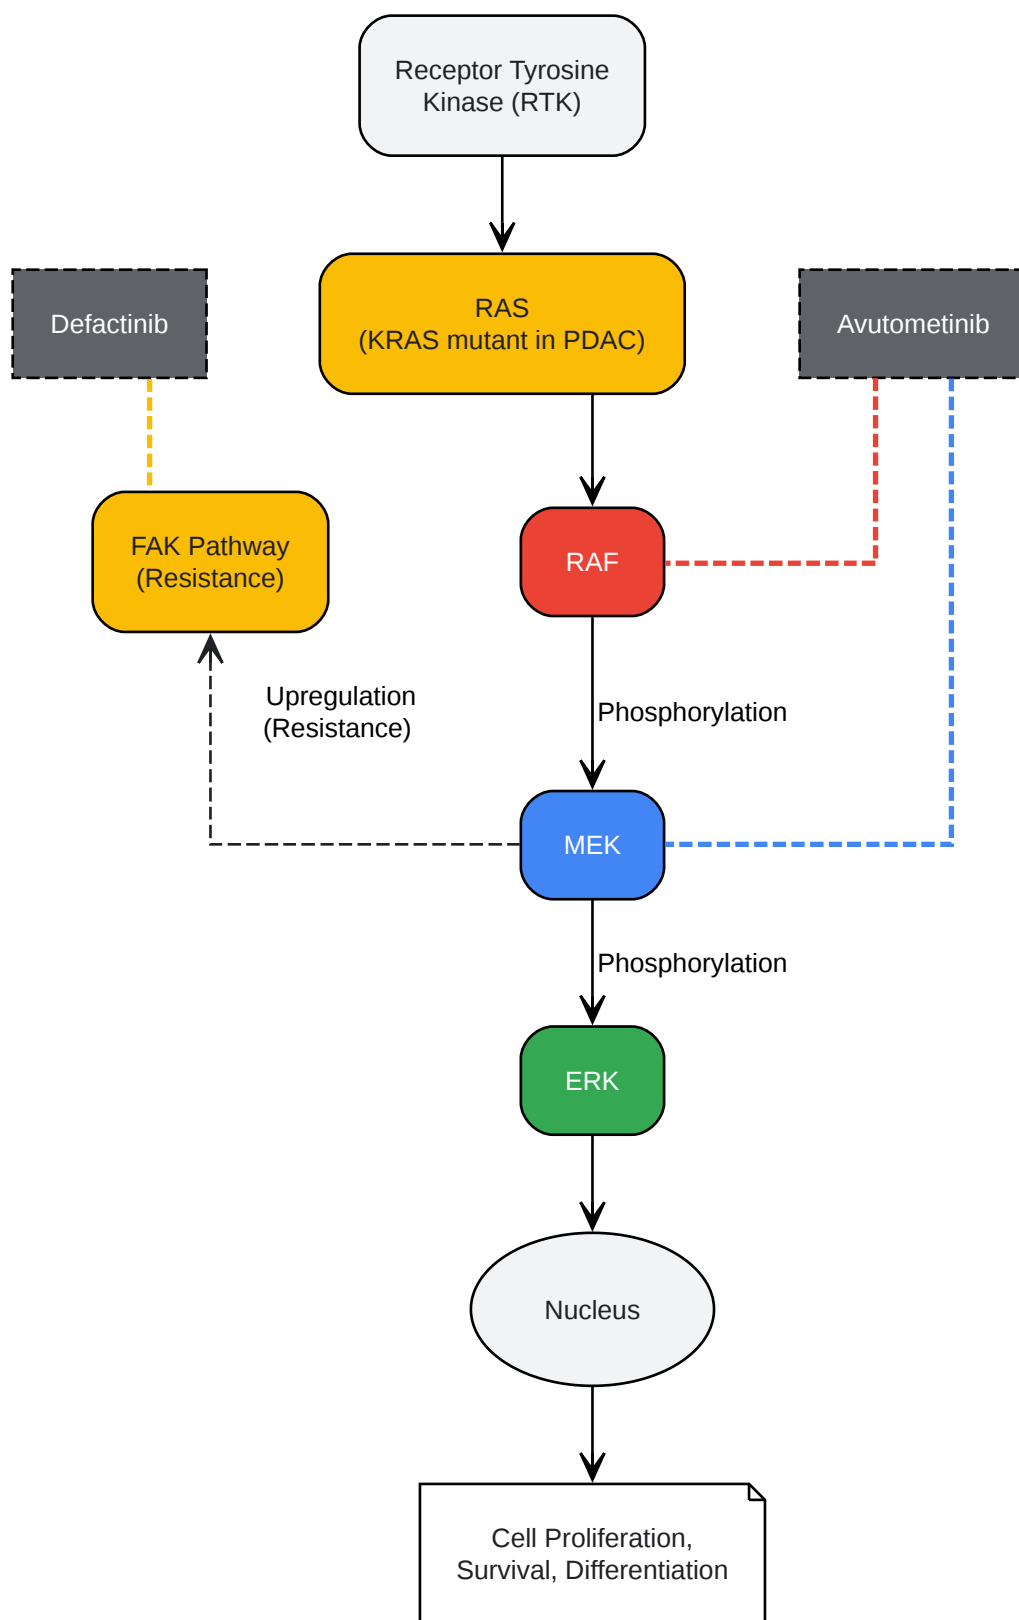 Receptor Tyrosine
Kinase (RTK)
Defactinib
RAS
(KRAS mutant in PDAC)
Avutometinib
FAK Pathway
(Resistance)
RAF
Upregulation
(Resistance)
Phosphorylation
MEK
Phosphorylation
ERK
Nucleus
Cell Proliferation,
Survival, Differentiation